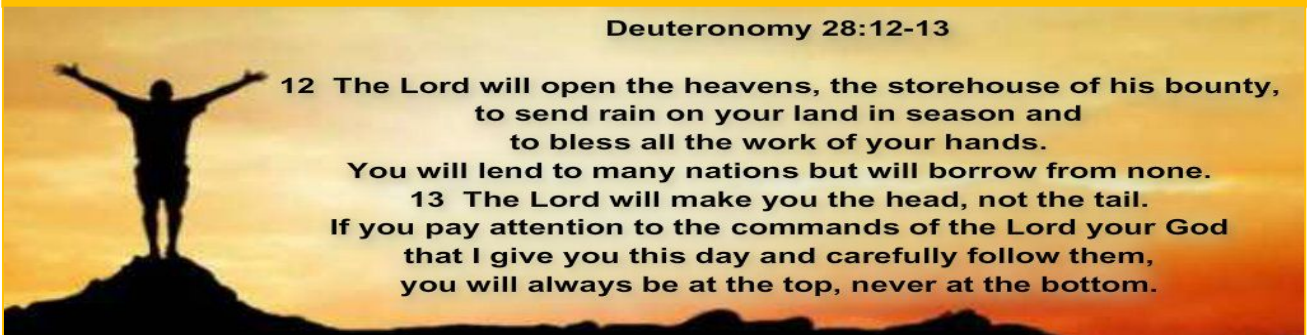 Deuteronomy 28:12-13
12 The Lord will open the heavens, the storehouse of his bounty,
to send rain on your land in season and
to bless all the work of your hands.
You will lend to many nations but will borrow from none.
13 The Lord will make you the head, not the tail.
If you pay attention to the commands of the Lord your God
that I give you this day and carefully follow them,
you will always be at the top, never at the bottom.